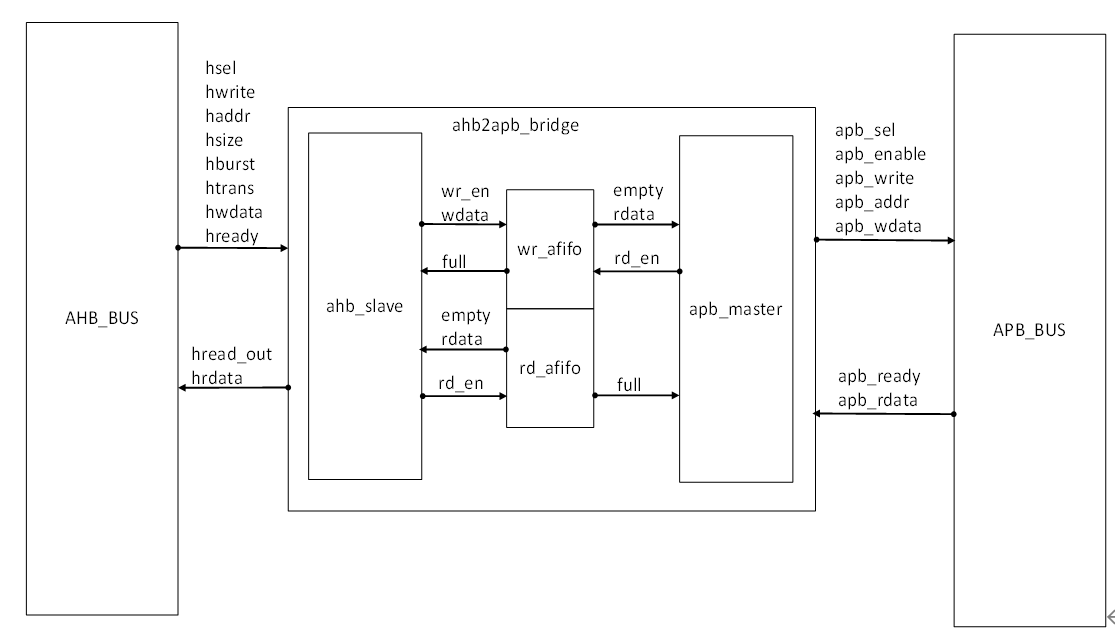 AHB_BUS
hsel
hwrite
haddr
hsize
hburst
htrans
hwdata
hready
hread_out
hrdata
ahb2apb_bridge
ahb_slave
wr_en
wdata
full
empty
rdata
rd_en
wr_afifo
rd_afifo
empty
rdata
rd_en
full
apb_master
apb_sel
apb_enable
apb_write
apb_addr
apb_wdata
apb_ready
apb_rdata
APB_BUS